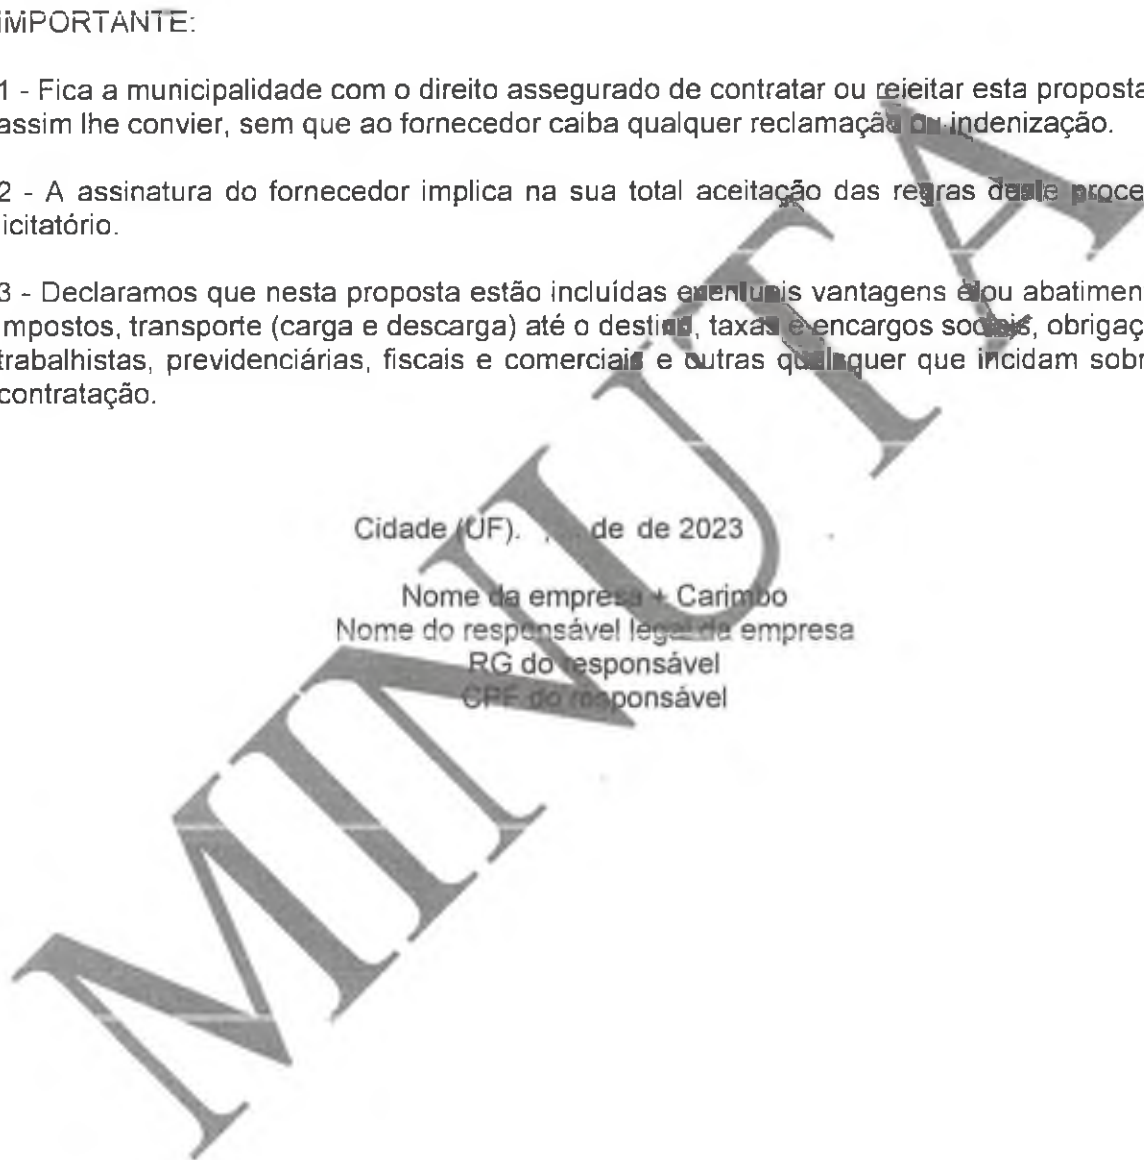 IMPORTANTE:
1 - Fica a municipalidade com o direito assegurado de contratar ou rejeitar esta proposta
assim lhe convier, sem que ao fornecedor caiba qualquer reclamação ou indenização.
2 - A assinatura do fornecedor implica na sua total aceitação das regras deste proce
icitatório.
3 - Declaramos que nesta proposta estão incluídas eventuais vantagens e/ou abatimen
mpostos, transporte (carga e descarga) até o destino, taxas e encargos sociais, obrigaç
trabalhistas, previdenciárias, fiscais e comerciais e outras quaisquer que incidam sobr
contratação.
Cidade (UF). , ... de de 2023
Nome da empresa + Carimbo
Nome do responsável legal da empresa
RG do responsável
CPF do responsável
MINUTA